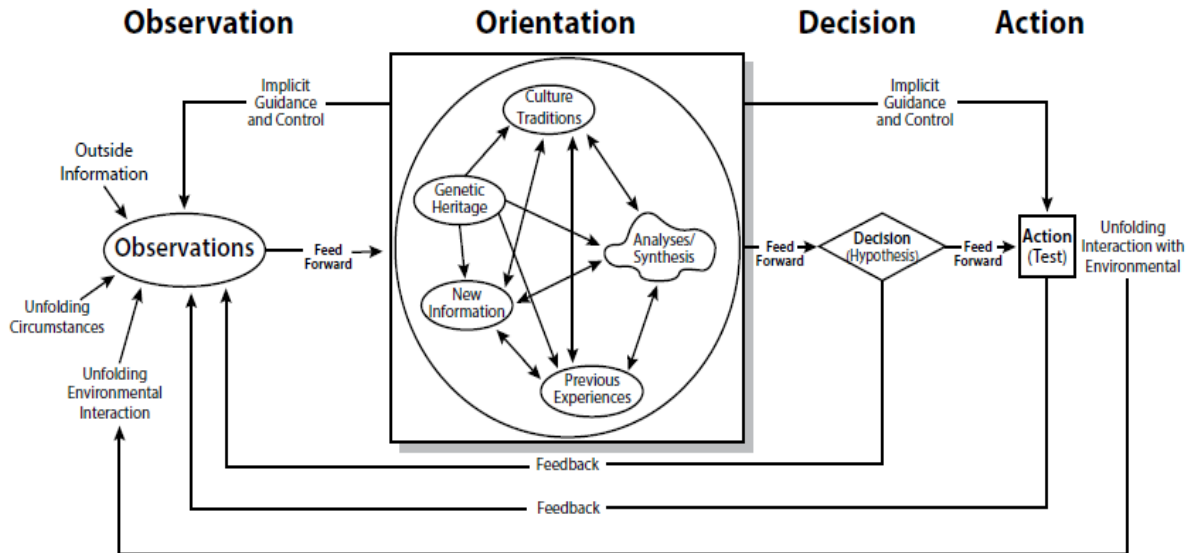 Observation
Orientation
Decision
Action
Implicit
Guidance
and Control
Outside
Information
Observations
Unfolding
Circumstances
Unfolding
Environmental
Interaction
Feed
Forward
Culture
Traditions
Genetic
Heritage
Analyses/
Synthesis
New
Information
Previous
Experiences
Implicit
Guidance
and Control
Feed
Forward
Decision
(Hypothesis)
Feed
Forward
Action
(Test)
Unfolding
Interaction with
Environmental
Feedback
Feedback